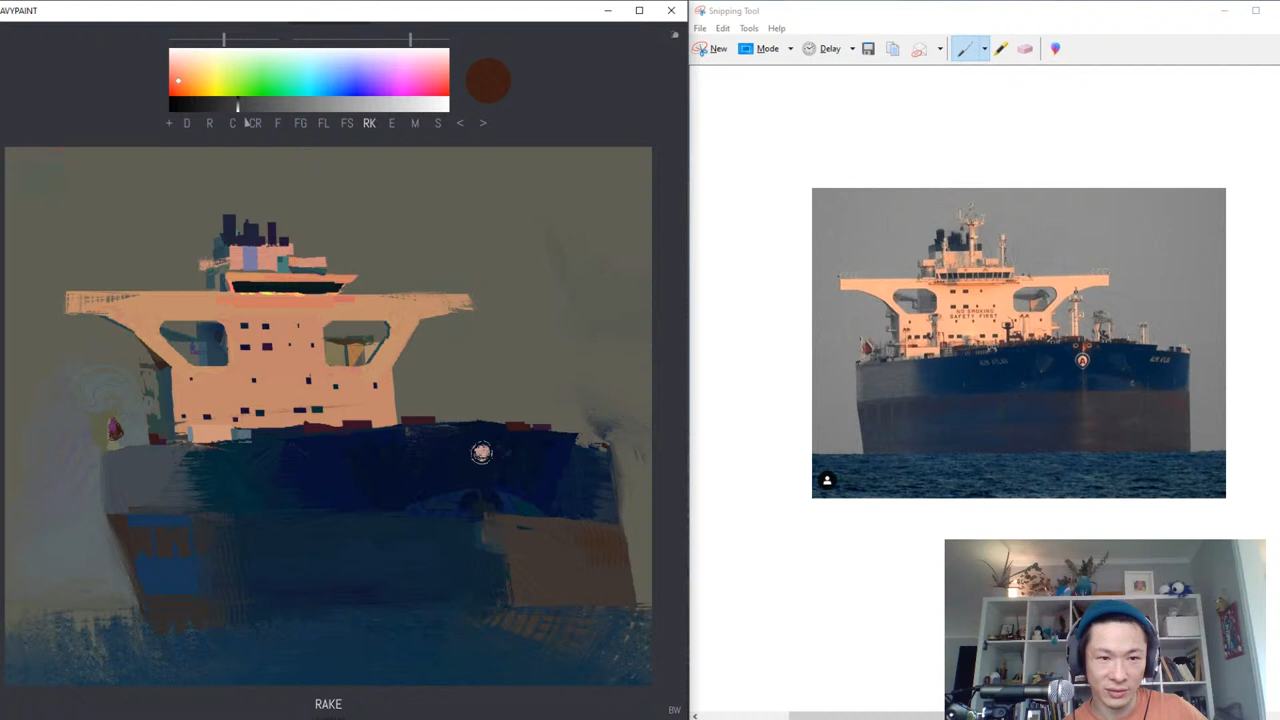 AVYPAINT
+ D R C CR F FG FL FS RK E M S < >
RAKE
BW
Snipping Tool
File Edit Tools Help
New Mode Delay
NO SMOKING
SAFETY FIRST